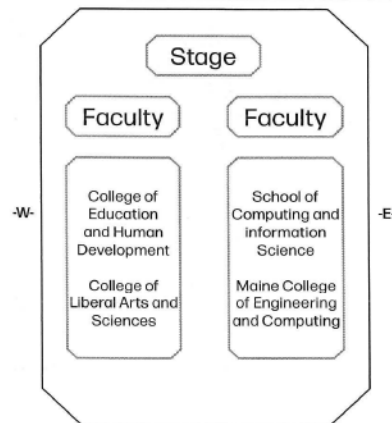 Stage
Faculty
Faculty
-W-
College of
Education
and Human
Development
College of
Liberal Arts and
Sciences
School of
Computing and
information
Science
Maine College
of Engineering
and Computing
-E-